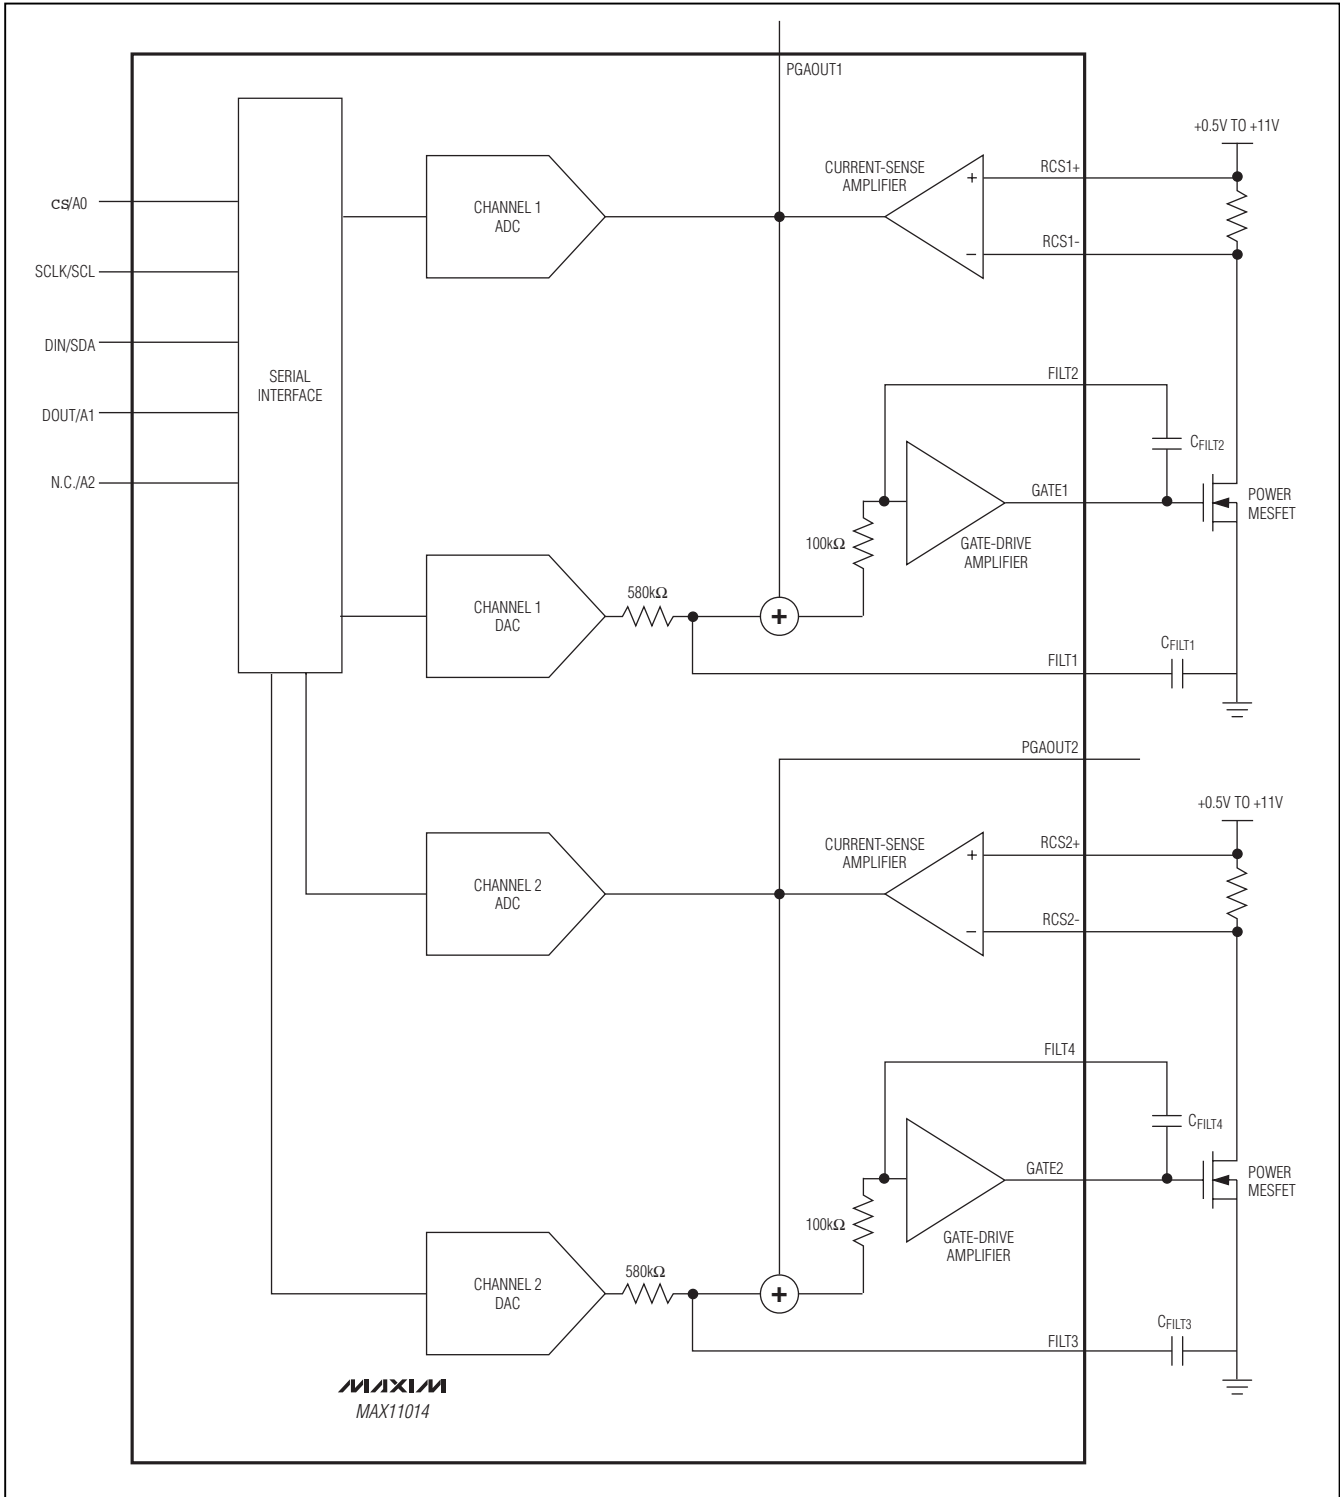 PGAOUT1
+0.5V TO +11V
CURRENT-SENSE
AMPLIFIER
RCS1+
+
CS/A0
CHANNEL 1
ADC
RCS1-
–
SCLK/SCL
DIN/SDA
SERIAL
INTERFACE
FILT2
DOUT/A1
CFILT2
N.C./A2
GATE1
POWER
MESFET
100kΩ
GATE-DRIVE
AMPLIFIER
580kΩ
CHANNEL 1
DAC
+
CFILT1
FILT1
PGAOUT2
+0.5V TO +11V
CURRENT-SENSE
AMPLIFIER
RCS2+
+
CHANNEL 2
ADC
RCS2-
–
FILT4
CFILT4
GATE2
POWER
MESFET
100kΩ
GATE-DRIVE
AMPLIFIER
580kΩ
CHANNEL 2
DAC
+
CFILT3
FILT3
MAXIM
MAX11014